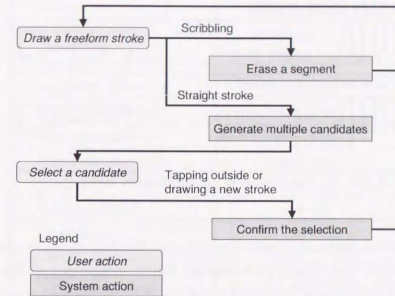 Scribbling
Draw a freeform stroke
Erase a segment
Straight stroke
Generate multiple candidates
Select a candidate
Tapping outside or
drawing a new stroke
Confirm the selection
Legend
User action
System action